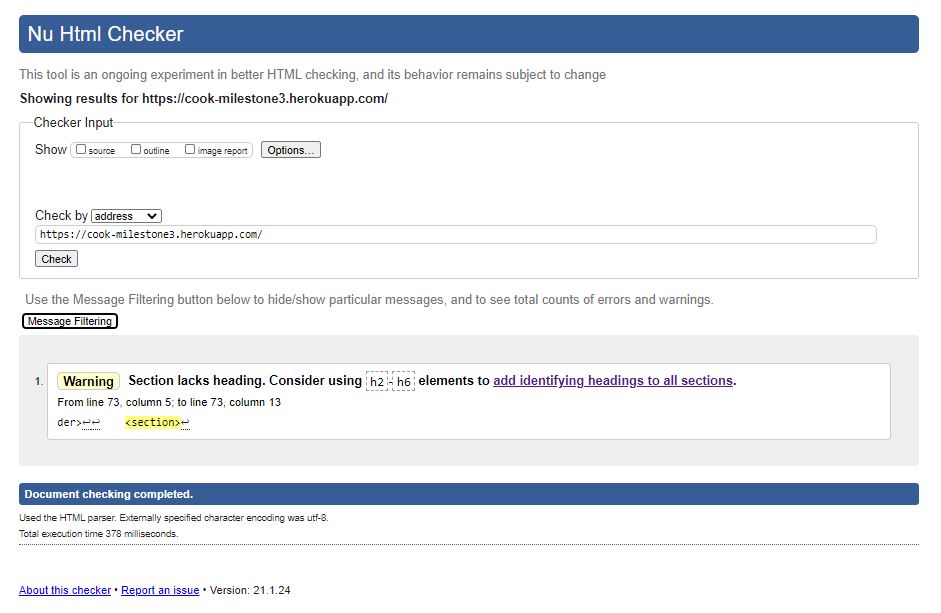 Nu Html Checker
This tool is an ongoing experiment in better HTML checking, and its behavior remains subject to change
Showing results for https://cook-milestone3.herokuapp.com/
Checker Input
Show source outline image report Options...
Check by address
https://cook-milestone3.herokuapp.com/
Check
Use the Message Filtering button below to hide/show particular messages, and to see total counts of errors and warnings.
Message Filtering
1. Warning Section lacks heading. Consider using h2-h6 elements to add identifying headings to all sections.
From line 73, column 5; to line 73, column 13
der>↩↩ <section>↩
Document checking completed.
Used the HTML parser. Externally specified character encoding was utf-8.
Total execution time 378 milliseconds.
About this checker • Report an issue • Version: 21.1.24